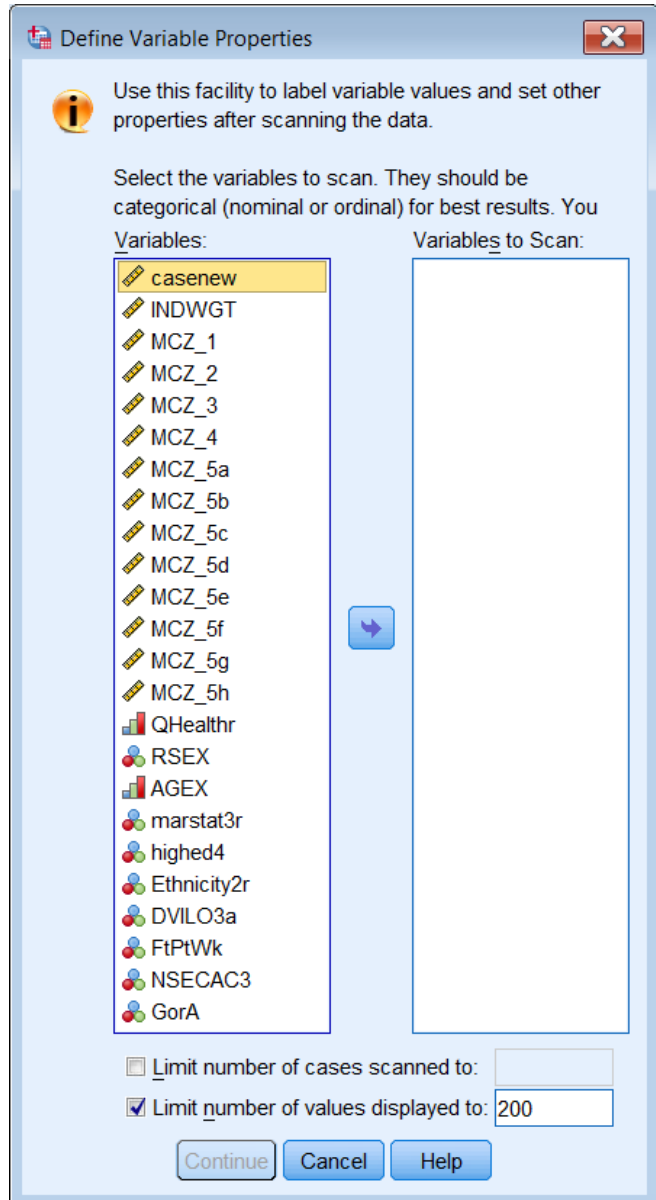 Define Variable Properties
Use this facility to label variable values and set other
properties after scanning the data.
Select the variables to scan. They should be
categorical (nominal or ordinal) for best results. You
Variables:
Variables to Scan:
casenew
INDWGT
MCZ_1
MCZ_2
MCZ_3
MCZ_4
MCZ_5a
MCZ_5b
MCZ_5c
MCZ_5d
MCZ_5e
MCZ_5f
MCZ_5g
MCZ_5h
QHealthr
RSEX
AGEX
marstat3r
highed4
Ethnicity2r
DVILO3a
FtPtWk
NSECAC3
GorA
Limit number of cases scanned to:
Limit number of values displayed to: 200
Continue Cancel Help